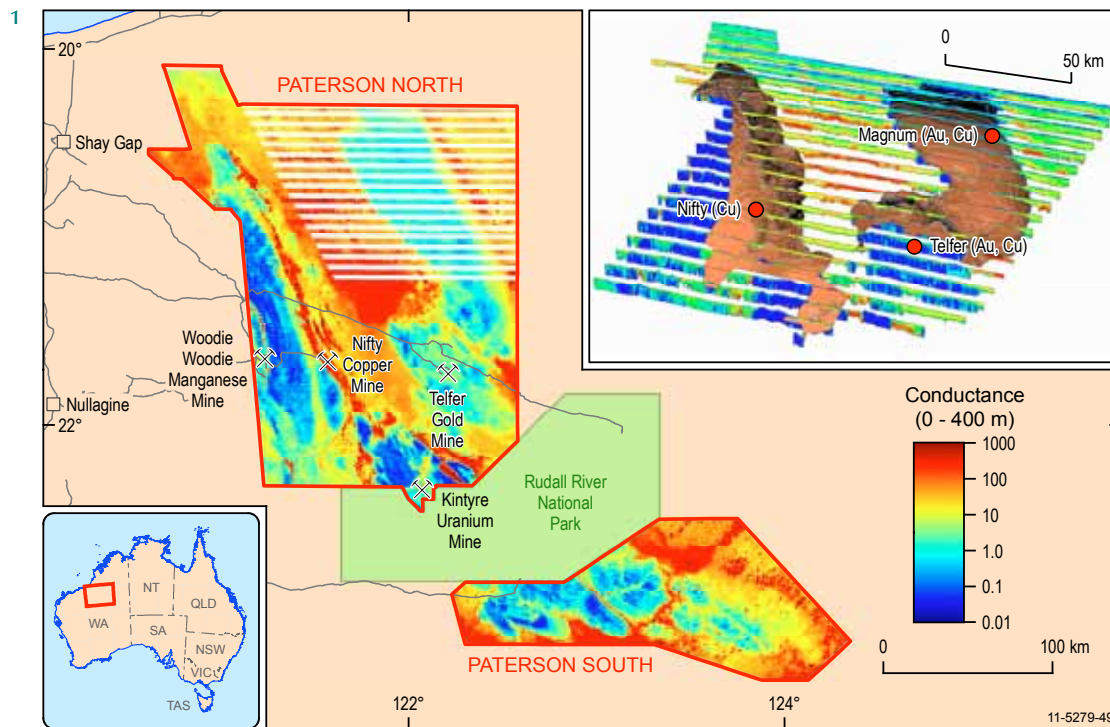 1
20°
PATERSON NORTH
Shay Gap
0
50 km
Magnum (Au, Cu)
Nifty (Cu)
Telfer (Au, Cu)
Woodie
Woodie
Manganese
Mine
Nifty
Copper
Mine
Telfer
Gold
Mine
Nullagine
22°
Conductance
(0 - 400 m)
1000
100
10
1.0
0.1
0.01
Rudall River
National
Park
Kintyre
Uranium
Mine
NT
QLD
WA
SA
NSW
VIC
TAS
PATERSON SOUTH
0
100 km
122°
124°
11-5279-49